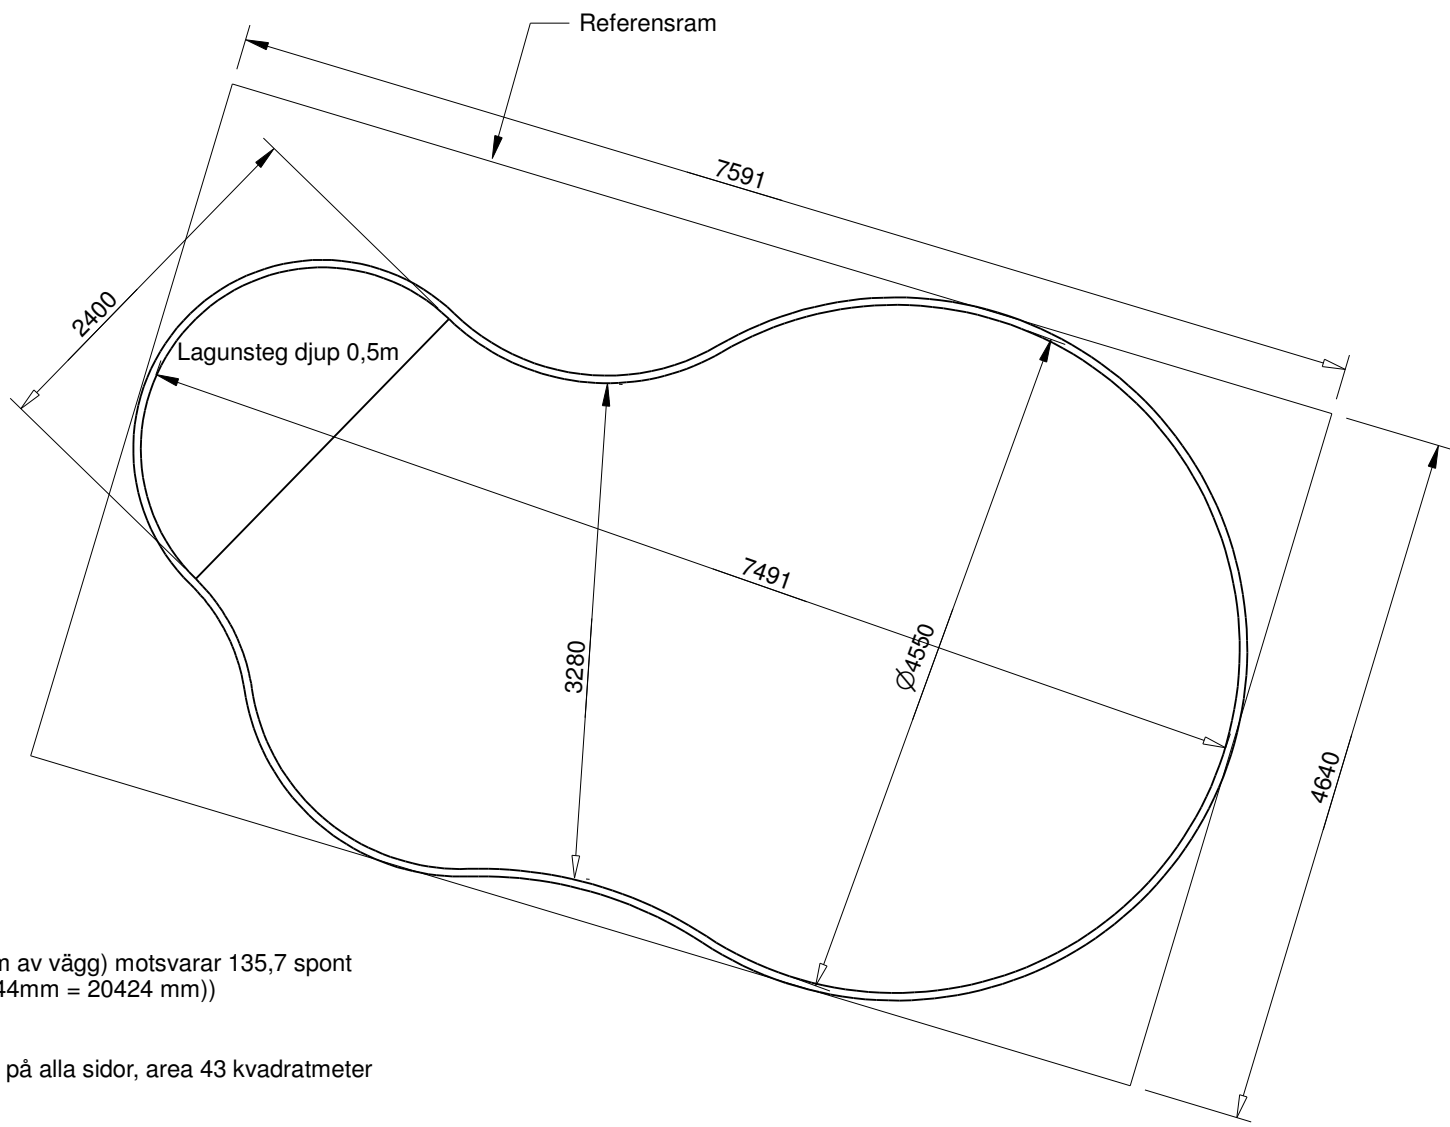 Referensram
7591
2400
Lagunsteg djup 0,5m
7491
3280
Ø4550
4640
av vägg) motsvarar 135,7 spont
44mm = 20424 mm))
på alla sidor, area 43 kvadratmeter